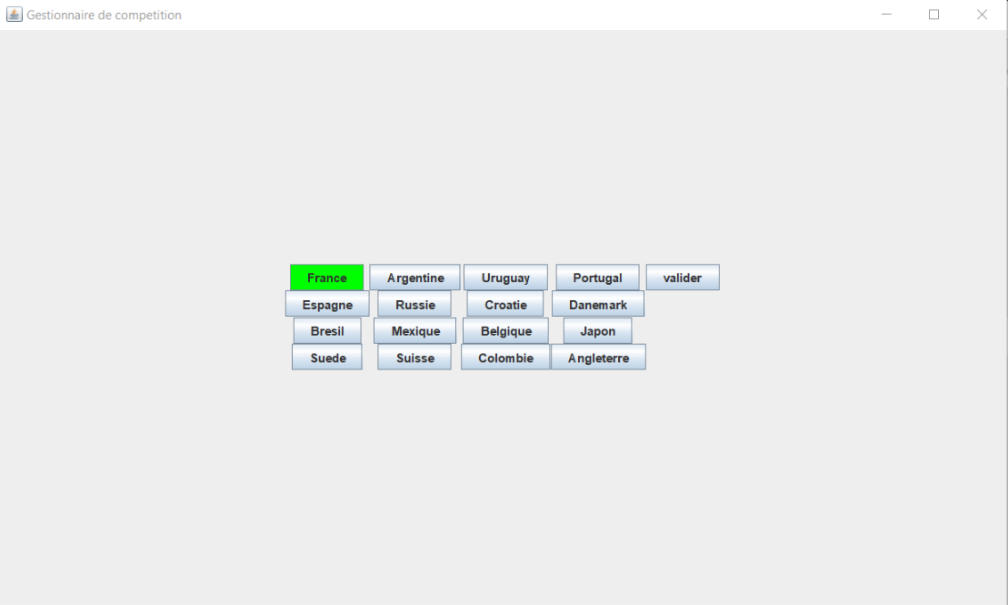 Gestionnaire de competition
France Argentine Uruguay Portugal valider
Espagne Russie Croatie Danemark
Bresil Mexique Belgique Japon
Suede Suisse Colombie Angleterre